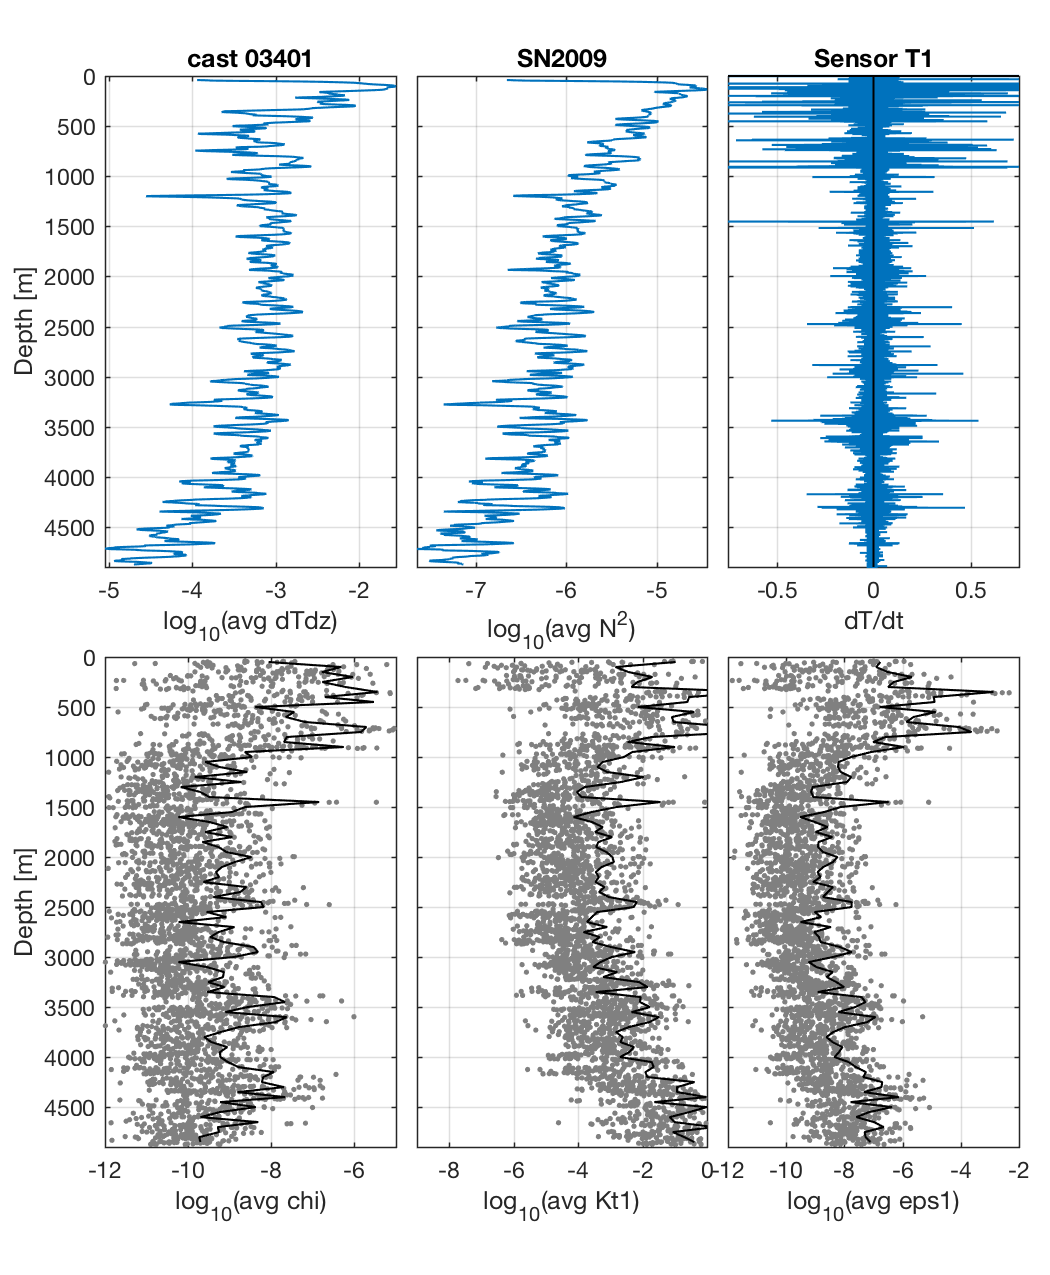 cast 03401 SN2009 Sensor T1
0
500
1000
1500
2000
2500
3000
3500
4000
4500
Depth [m]
-5 -4 -3 -2 -7 -6 -5 -0.5 0 0.5
log10(avg dTdz) log10(avg N2) dT/dt
0
500
1000
1500
2000
2500
3000
3500
4000
4500
Depth [m]
-12 -10 -8 -6 -8 -6 -4 -2 0 -12 -10 -8 -6 -4 -2
log10(avg chi) log10(avg Kt1) log10(avg eps1)